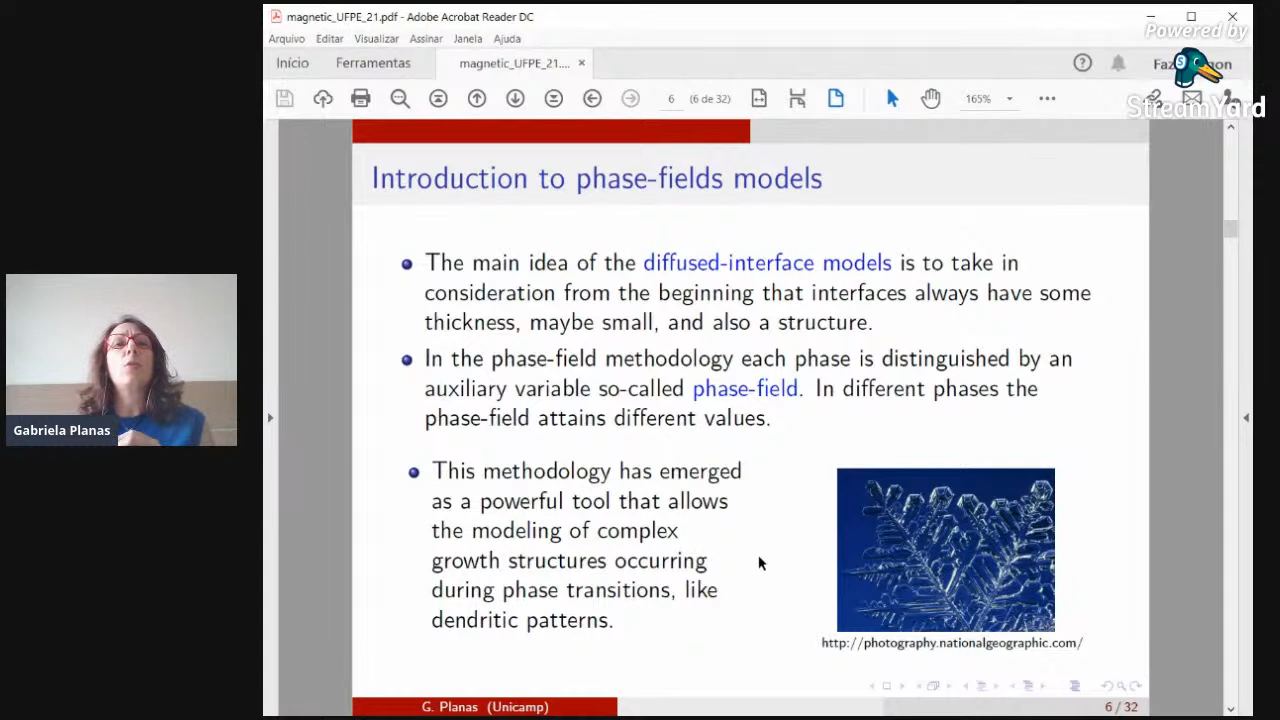 magnetic_UFPE_21.pdf - Adobe Acrobat Reader DC
Powered by
Arquivo Editar Visualizar Assinar Janela Ajuda
Início Ferramentas magnetic_UFPE_21.... ×
StreamYard
6 (6 de 32) 165%
Introduction to phase-fields models
The main idea of the diffused-interface models is to take in
consideration from the beginning that interfaces always have some
thickness, maybe small, and also a structure.
In the phase-field methodology each phase is distinguished by an
auxiliary variable so-called phase-field. In different phases the
phase-field attains different values.
Gabriela Planas
This methodology has emerged
as a powerful tool that allows
the modeling of complex
growth structures occurring
during phase transitions, like
dendritic patterns.
http://photography.nationalgeographic.com/
G. Planas (Unicamp) 6 / 32